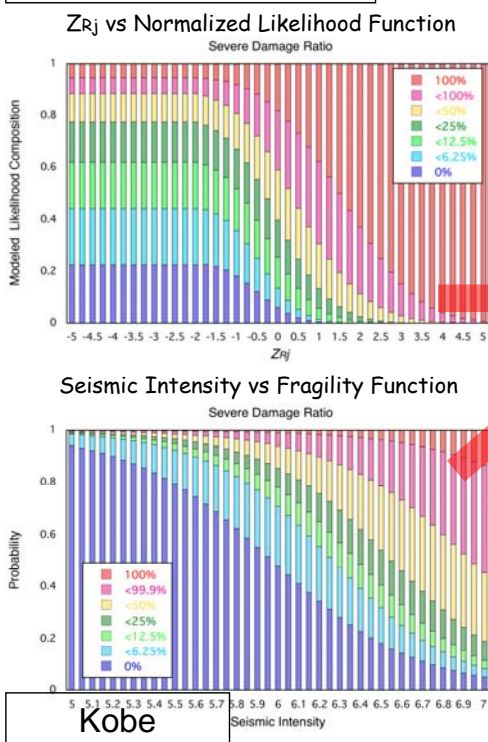 ZRj vs Normalized Likelihood Function
Severe Damage Ratio
Modeled Likelihood Composition
1
0.8
0.6
0.4
0.2
0
100%
<100%
<50%
<25%
<12.5%
<6.25%
0%
-5 -4.5 -4 -3.5 -3 -2.5 -2 -1.5 -1 -0.5 0 0.5 1 1.5 2 2.5 3 3.5 4 4.5 5
ZRj
Seismic Intensity vs Fragility Function
Severe Damage Ratio
Probability
1
0.8
0.6
0.4
0.2
0
100%
<99.9%
<50%
<25%
<12.5%
<6.25%
0%
5 5.1 5.2 5.3 5.4 5.5 5.6 5.7 5.8 5.9 6 6.1 6.2 6.3 6.4 6.5 6.6 6.7 6.8 6.9 7
Seismic Intensity
Kobe